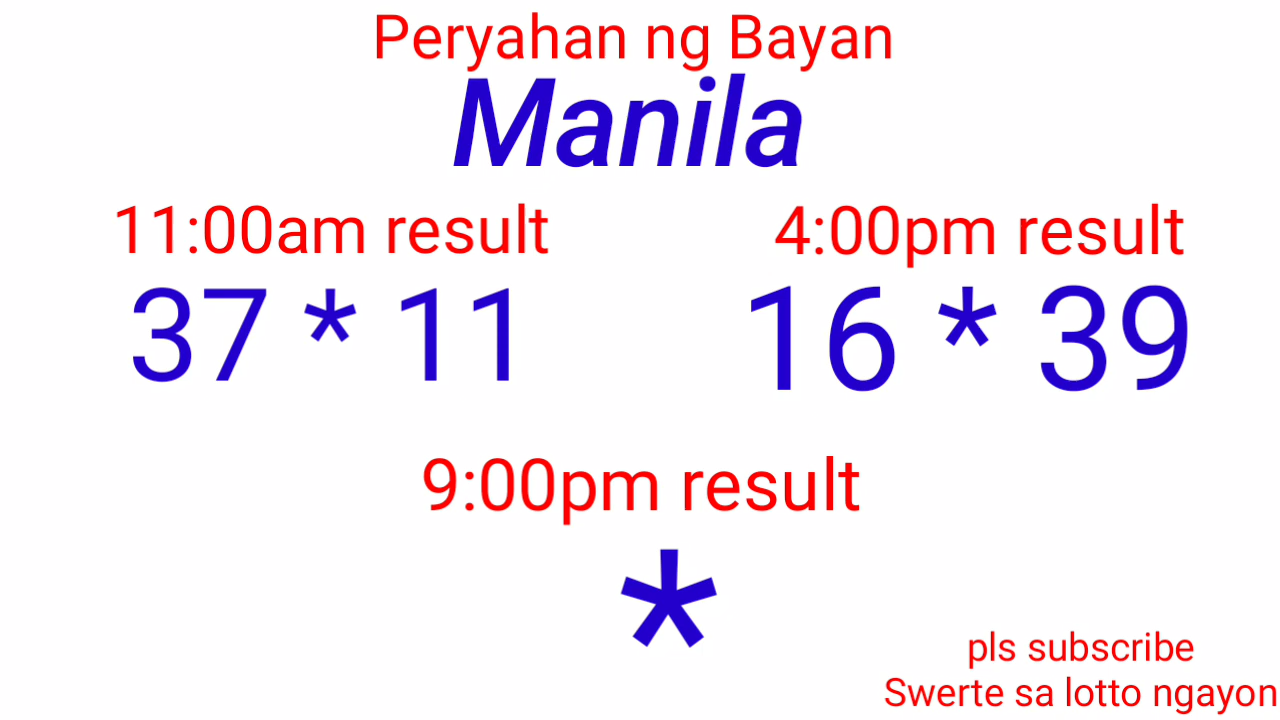 Peryahan ng Bayan
Manila
11:00am result
37 * 11
4:00pm result
16 * 39
9:00pm result
*
pls subscribe
Swerte sa lotto ngayon